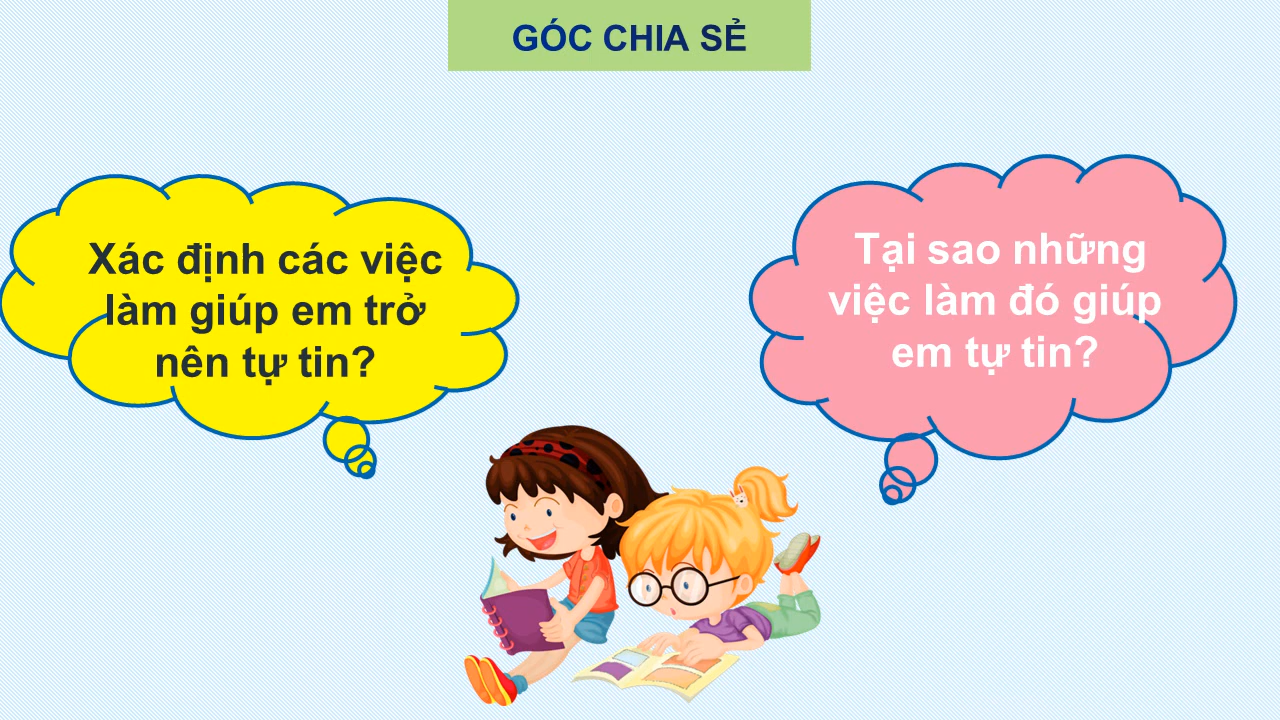 GÓC CHIA SẺ
Xác định các việc
làm giúp em trở
nên tự tin?
Tại sao những
việc làm đó giúp
em tự tin?